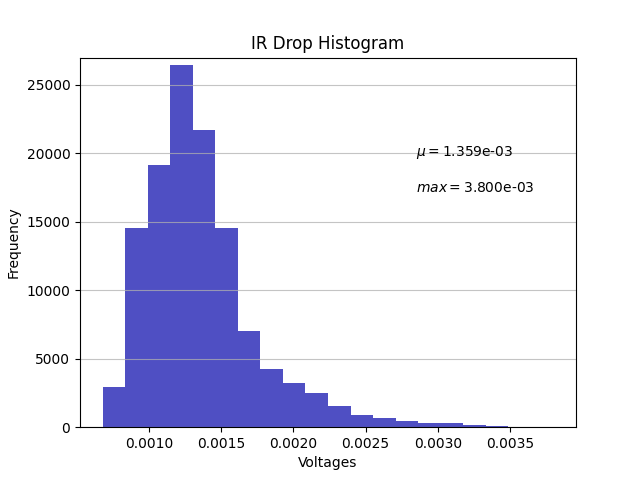 IR Drop Histogram
25000
20000
15000
10000
5000
0
Frequency
μ = 1.359e-03
max = 3.800e-03
0.0010 0.0015 0.0020 0.0025 0.0030 0.0035
Voltages